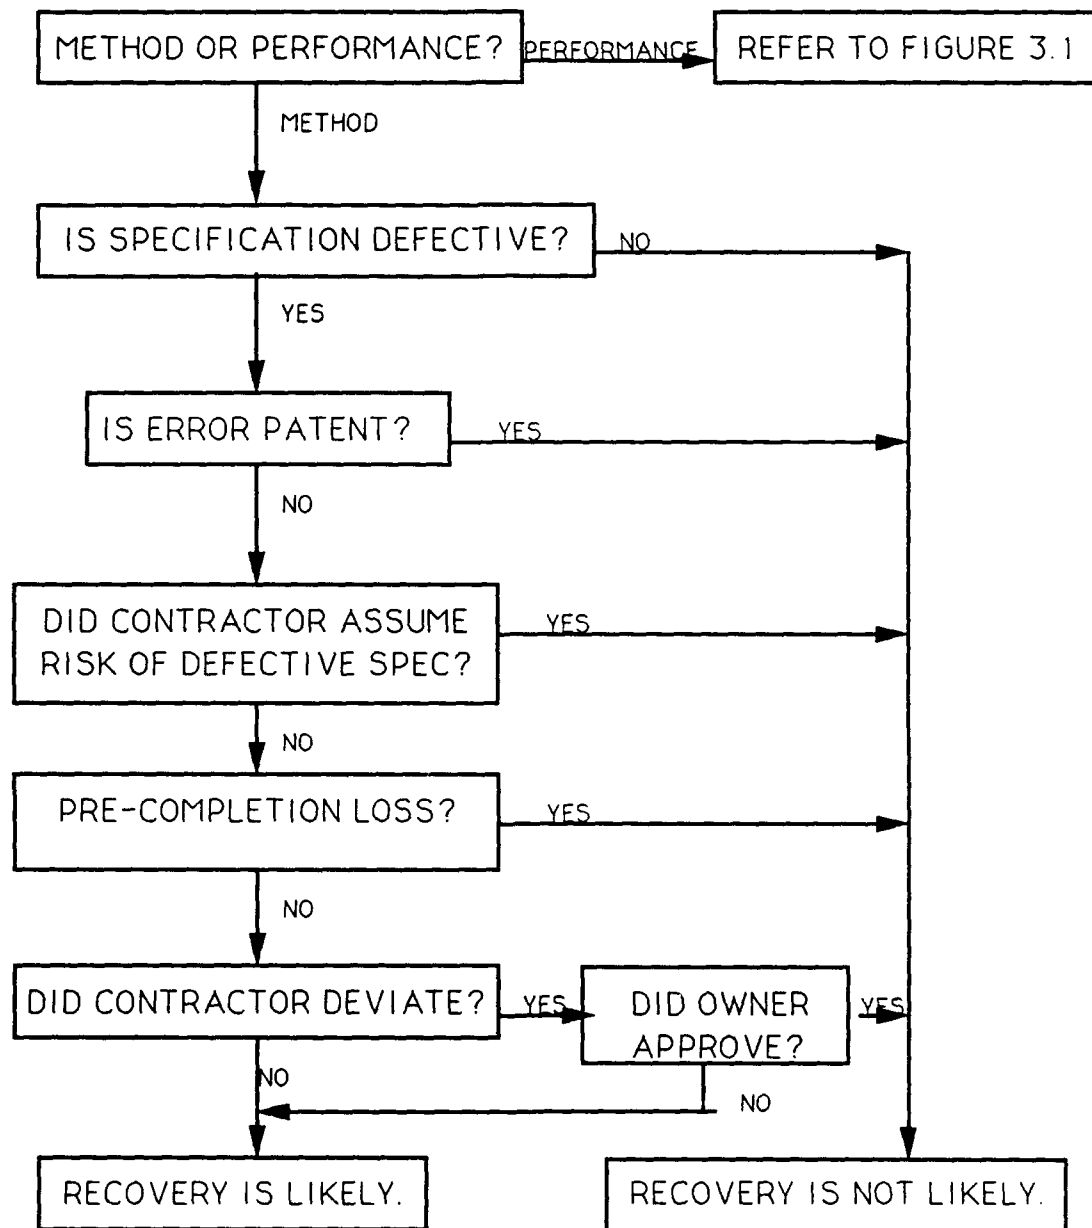 METHOD OR PERFORMANCE?
PERFORMANCE
REFER TO FIGURE 3.1
METHOD
IS SPECIFICATION DEFECTIVE?
NO
YES
IS ERROR PATENT?
YES
NO
DID CONTRACTOR ASSUME
RISK OF DEFECTIVE SPEC?
YES
NO
PRE-COMPLETION LOSS?
YES
NO
DID CONTRACTOR DEVIATE?
YES
DID OWNER
APPROVE?
YES
NO
NO
RECOVERY IS LIKELY.
RECOVERY IS NOT LIKELY.